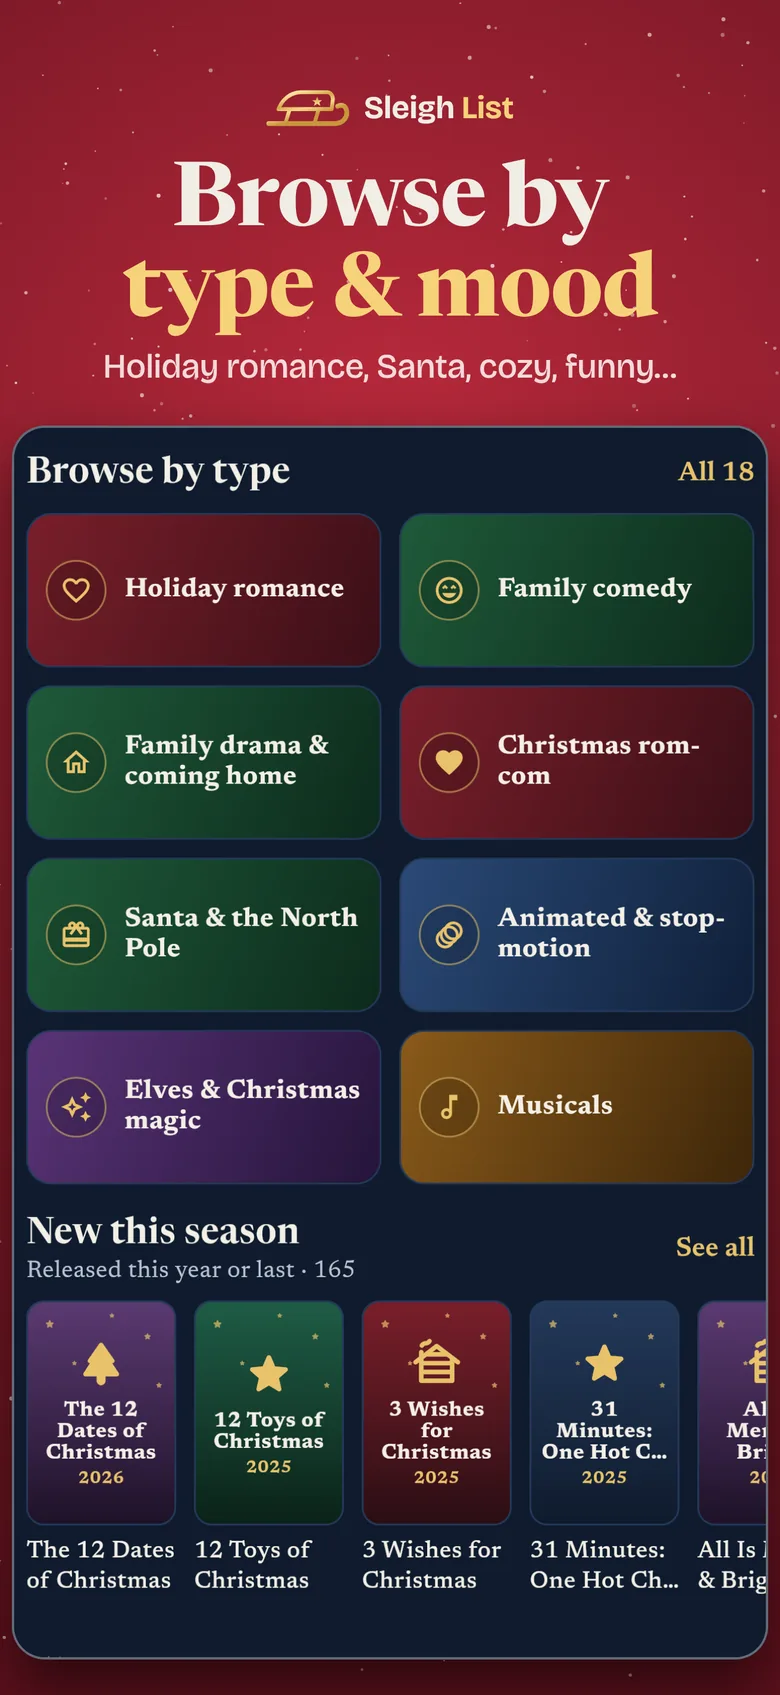 Sleigh List
Browse by
type & mood
Holiday romance, Santa, cozy, funny...
Browse by type
All 18
Holiday romance
Family comedy
Family drama &
coming home
Christmas rom-
com
Santa & the North
Pole
Animated & stop-
motion
Elves & Christmas
magic
Musicals
New this season
See all
Released this year or last · 165
The 12
Dates of
Christmas
2026
12 Toys of
Christmas
2025
3 Wishes
for
Christmas
2025
31
Minutes:
One Hot C...
2025
The 12 Dates
of Christmas
12 Toys of
Christmas
3 Wishes for
Christmas
31 Minutes:
One Hot Ch...
All Is
& Brig